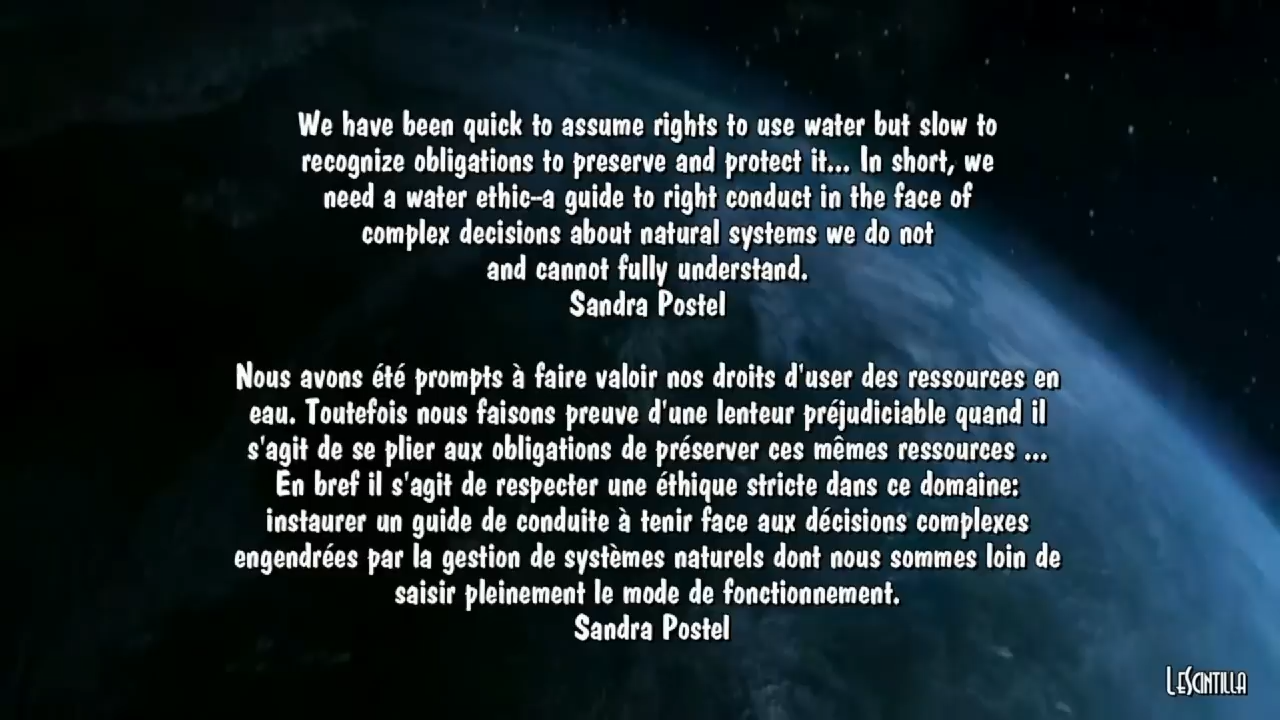 We have been quick to assume rights to use water but slow to
recognize obligations to preserve and protect it... In short, we
need a water ethic--a guide to right conduct in the face of
complex decisions about natural systems we do not
and cannot fully understand.
Sandra Postel
Nous avons été prompts à faire valoir nos droits d'user des ressources en
eau. Toutefois nous faisons preuve d'une lenteur préjudiciable quand il
s'agit de se plier aux obligations de préserver ces mêmes ressources ...
En bref il s'agit de respecter une éthique stricte dans ce domaine:
instaurer un guide de conduite à tenir face aux décisions complexes
engendrées par la gestion de systèmes naturels dont nous sommes loin de
saisir pleinement le mode de fonctionnement.
Sandra Postel
LeScintilla